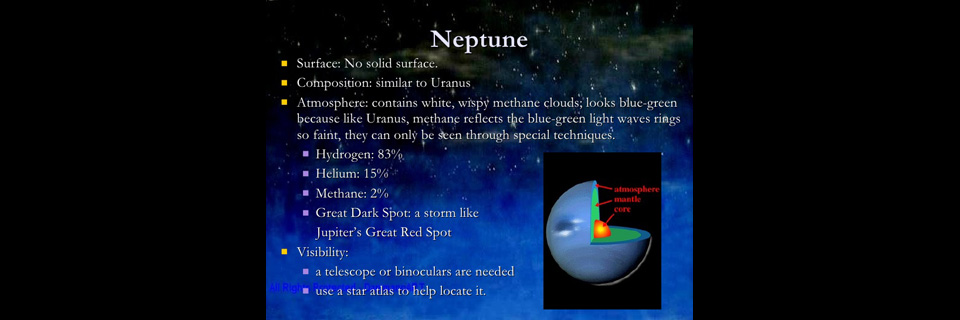 Neptune
Surface: No solid surface.
Composition: similar to Uranus
Atmosphere: contains white, wispy methane clouds; looks blue-green
because like Uranus, methane reflects the blue-green light waves rings
so faint, they can only be seen through special techniques.
Hydrogen: 83%
Helium: 15%
Methane: 2%
Great Dark Spot: a storm like
Jupiter's Great Red Spot
atmosphere
mantle
core
Visibility:
a telescope or binoculars are needed
use a star atlas to help locate it.
All Rights